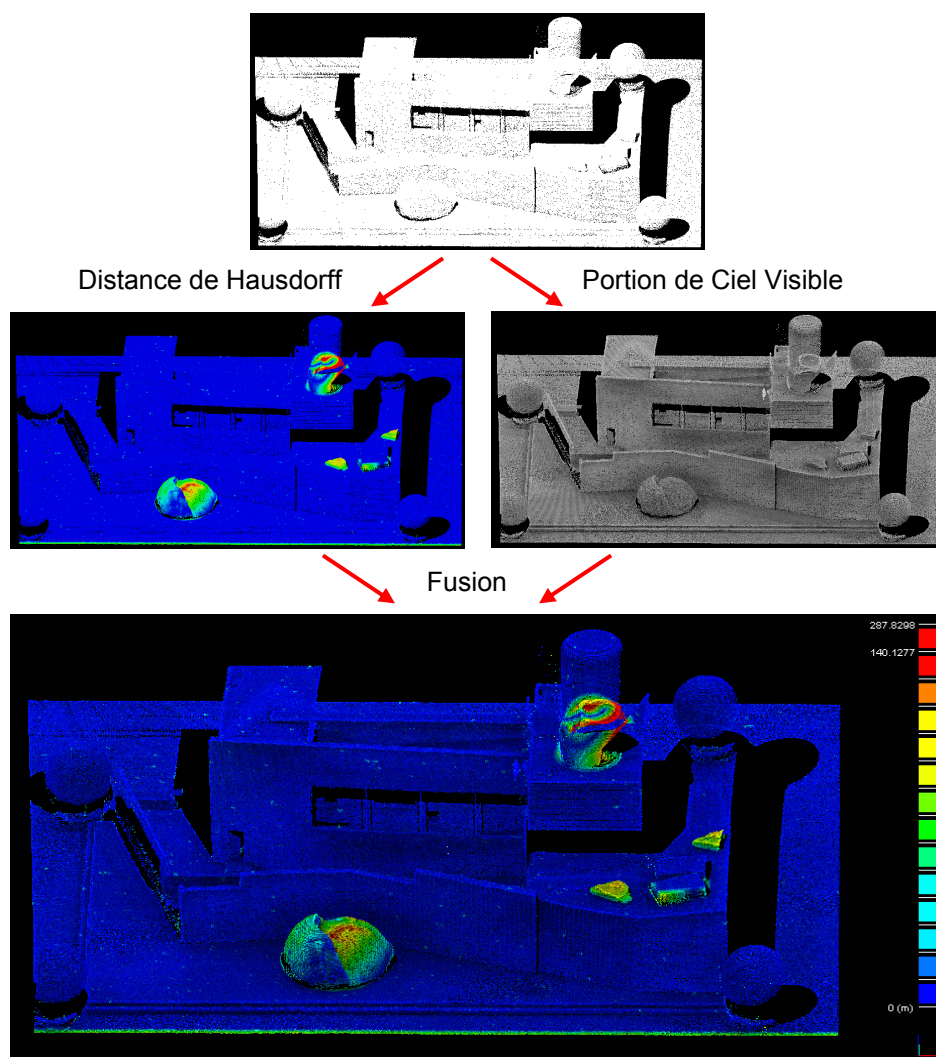 Distance de Hausdorff
Portion de Ciel Visible
Fusion
287.8298
140.1277
0 (m)